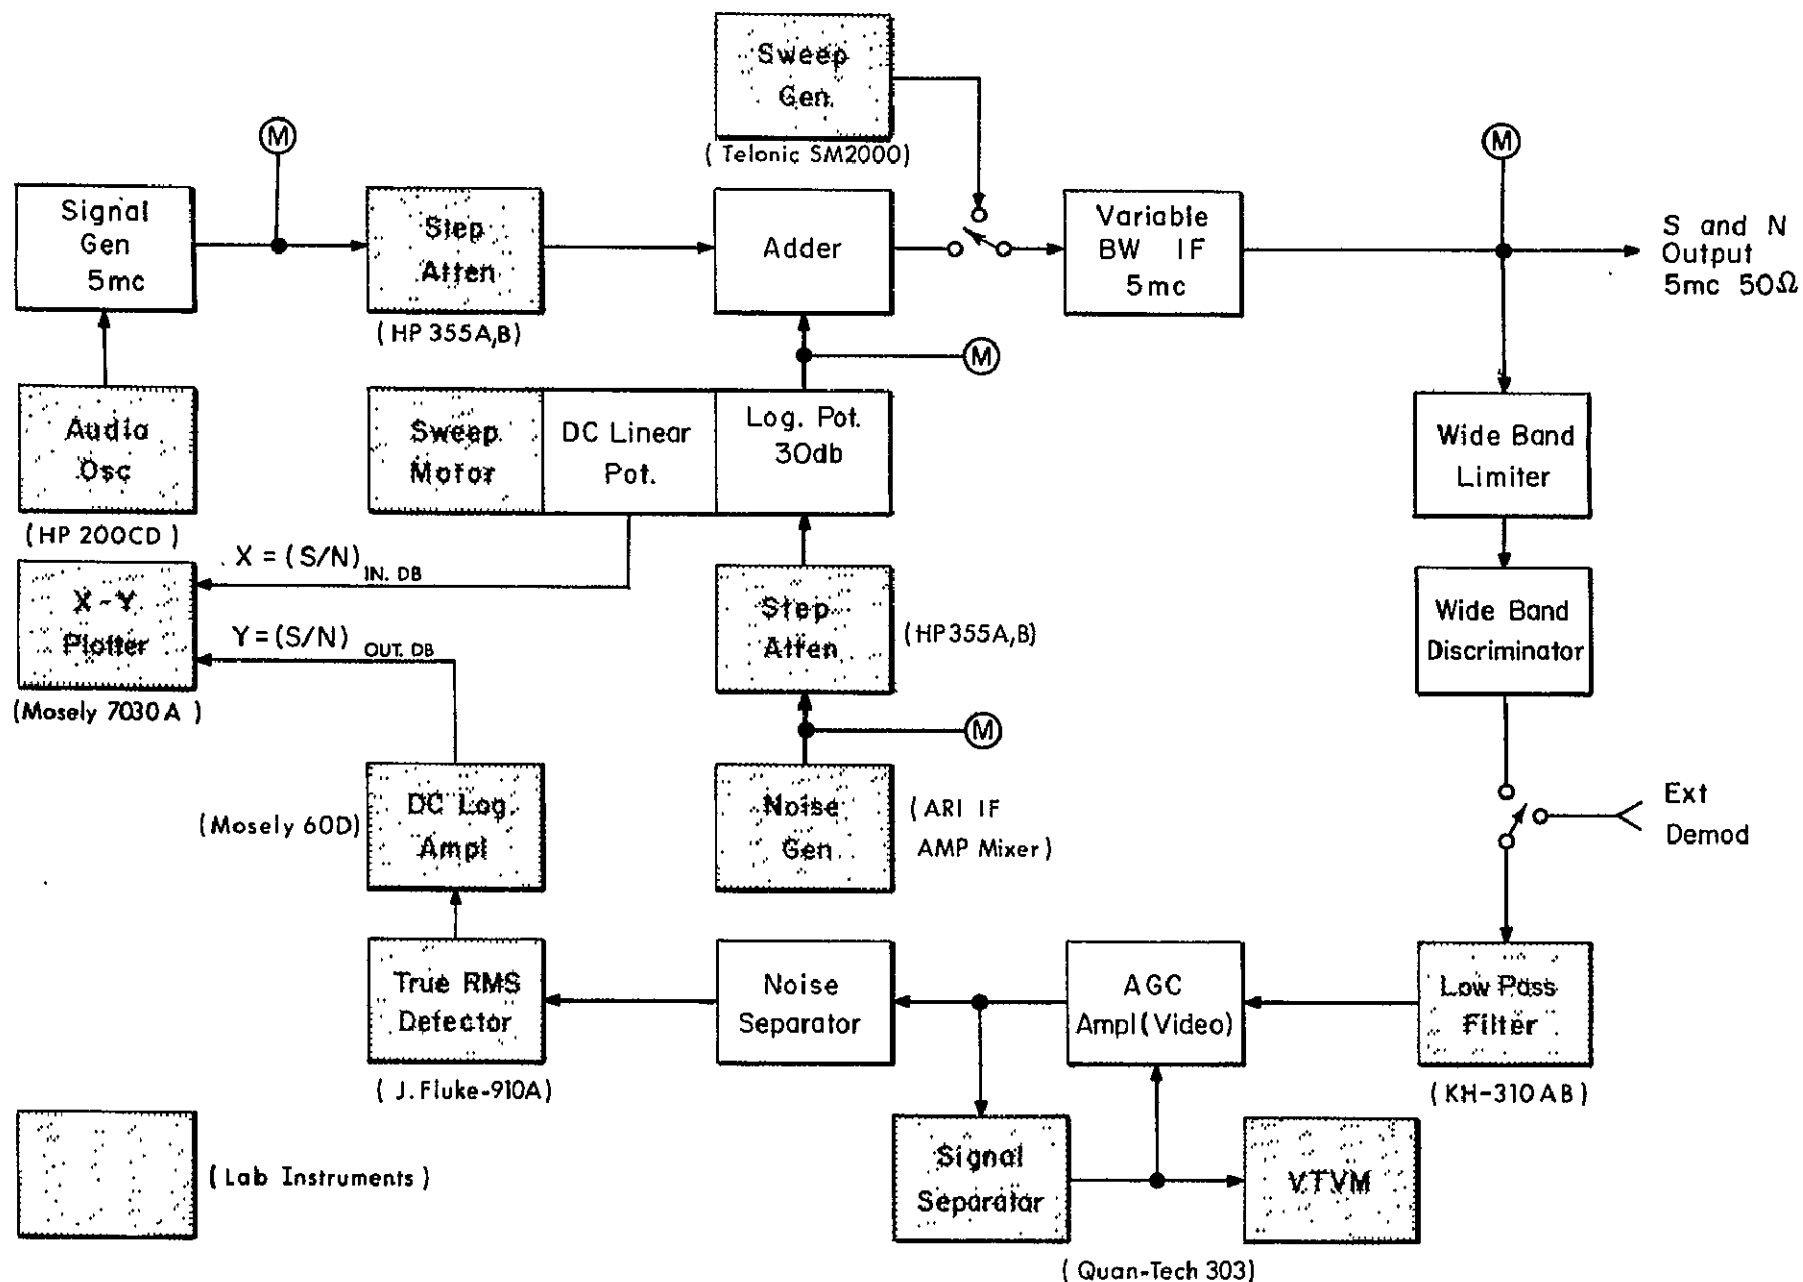 Sweep
Gen.
( Telonic SM2000)
M
M
Signal
Gen
5mc
Step
Atten
(HP 355A,B)
Adder
Variable
BW IF
5mc
S and N
Output
5mc 50Ω
M
Audio
Osc
(HP 200CD )
Sweep
Motor
DC Linear
Pot.
Log. Pot.
30db
Wide Band
Limiter
X = (S/N) IN. DB
X-Y
Plotter
Y=(S/N) OUT. DB
(Mosely 7030A )
Step
Atten
(HP355A,B)
Wide Band
Discriminator
M
(Mosely 60D)
DC Log
Ampl
Noise
Gen
(ARI IF
AMP Mixer)
Ext
Demod
True RMS
Detector
(J. Fluke-910A)
Noise
Separator
AGC
Ampl(Video)
Low Pass
Filter
(KH-310AB)
(Lab Instruments)
Signal
Separator
VTVM
(Quan-Tech 303)